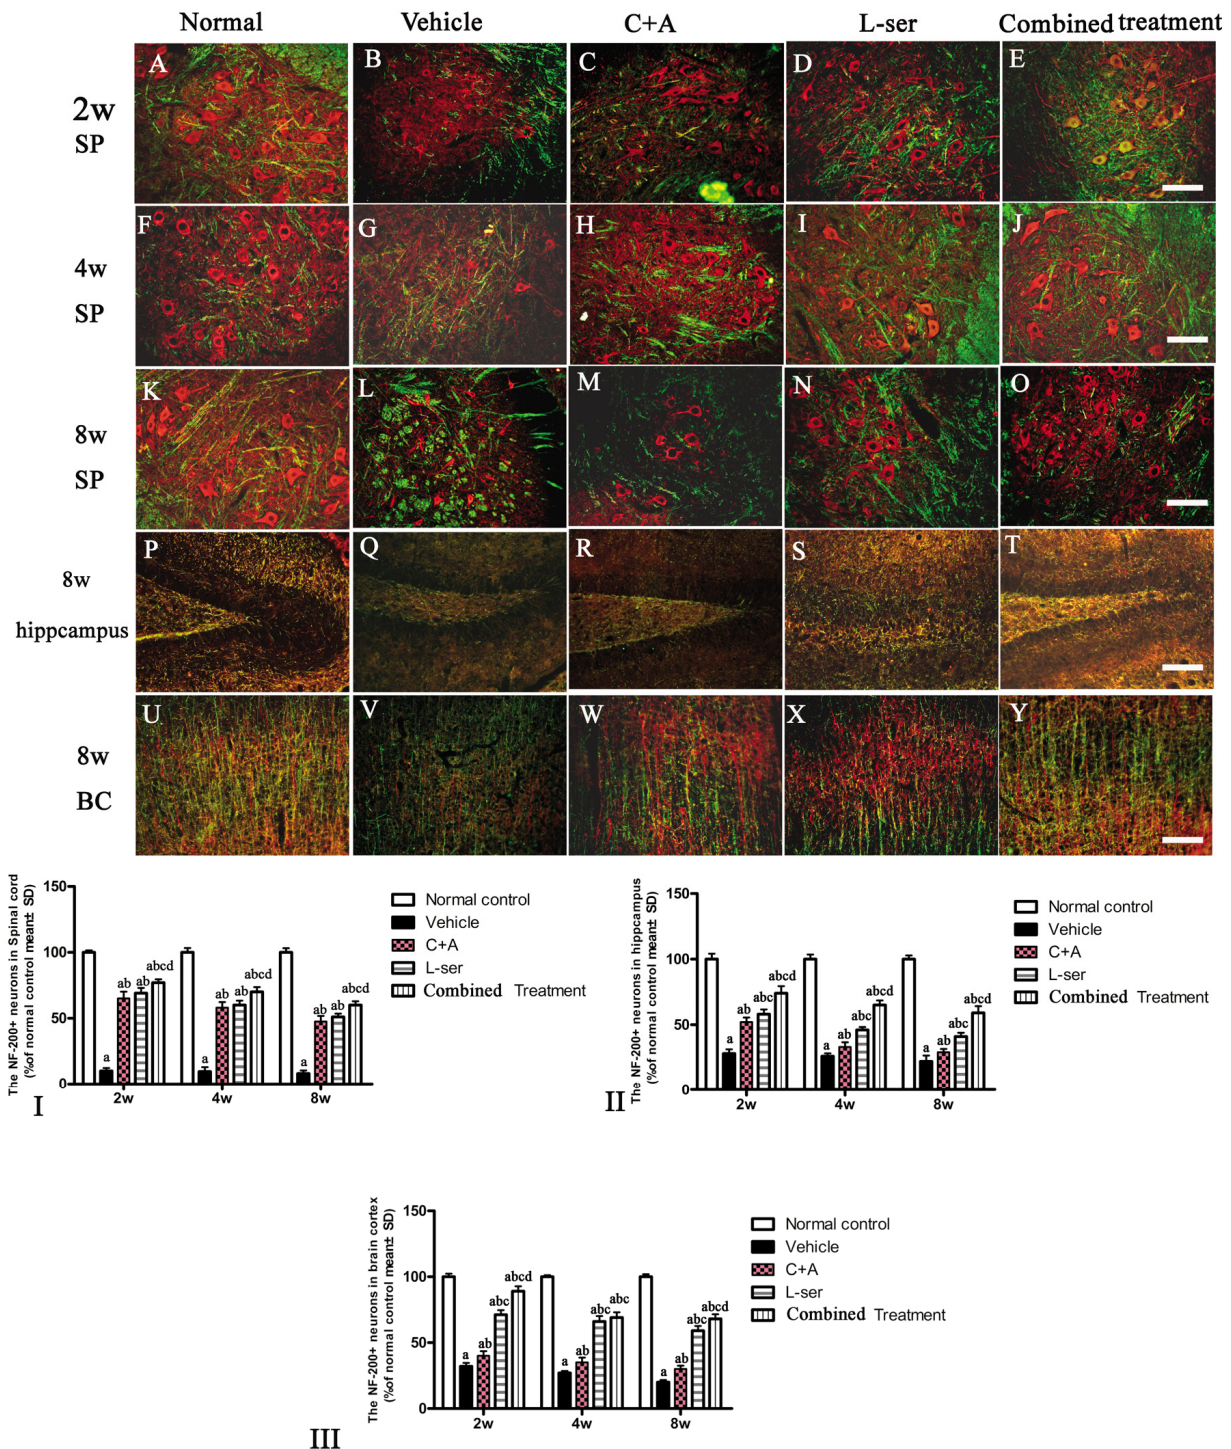 Normal Vehicle C+A L-ser Combined treatment
A B C D E
2w
SP
F G H I J
4w
SP
K L M N O
8w
SP
P Q R S T
8w
hippcampus
U V W X Y
8w
BC
The NF-200+ neurons in Spinal cord
(%of normal control mean± SD)
150
100
50
0
a ab ab abcd
a ab ab abcd
a ab ab abcd
2w 4w 8w
Normal control
Vehicle
C+A
L-ser
Combined Treatment
I
The NF-200+ neurons in hippcampus
(%of normal control mean± SD)
150
100
50
0
a ab abc abcd
a ab abc abcd
a ab abc abcd
2w 4w 8w
Normal control
Vehicle
C+A
L-ser
Combined Treatment
II
The NF-200+ neurons in brain cortex
(%of normal control mean± SD)
150
100
50
0
a ab abc abcd
a ab abc abc
a ab abc abcd
2w 4w 8w
Normal control
Vehicle
C+A
L-ser
Combined Treatment
III